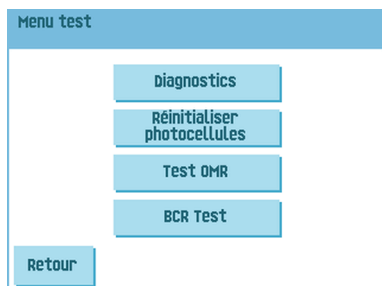 Menu test
Diagnostics
Réinitialiser
photocellules
Test OMR
BCR Test
Retour